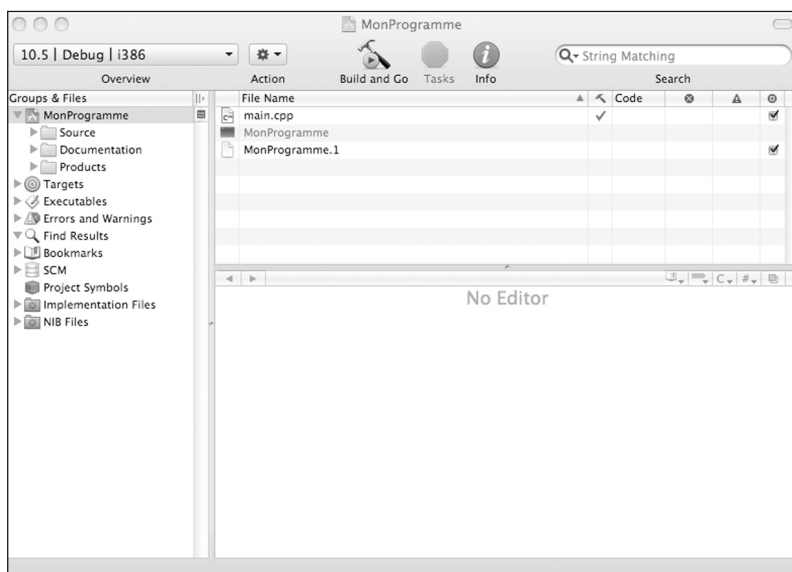 MonProgramme
10.5 | Debug | i386
String Matching
Overview
Action
Build and Go
Tasks
Info
Search
Groups & Files
File Name
Code
MonProgramme
Source
Documentation
Products
Targets
Executables
Errors and Warnings
Find Results
Bookmarks
SCM
Project Symbols
Implementation Files
NIB Files
main.cpp
MonProgramme
MonProgramme.1
C
#
No Editor